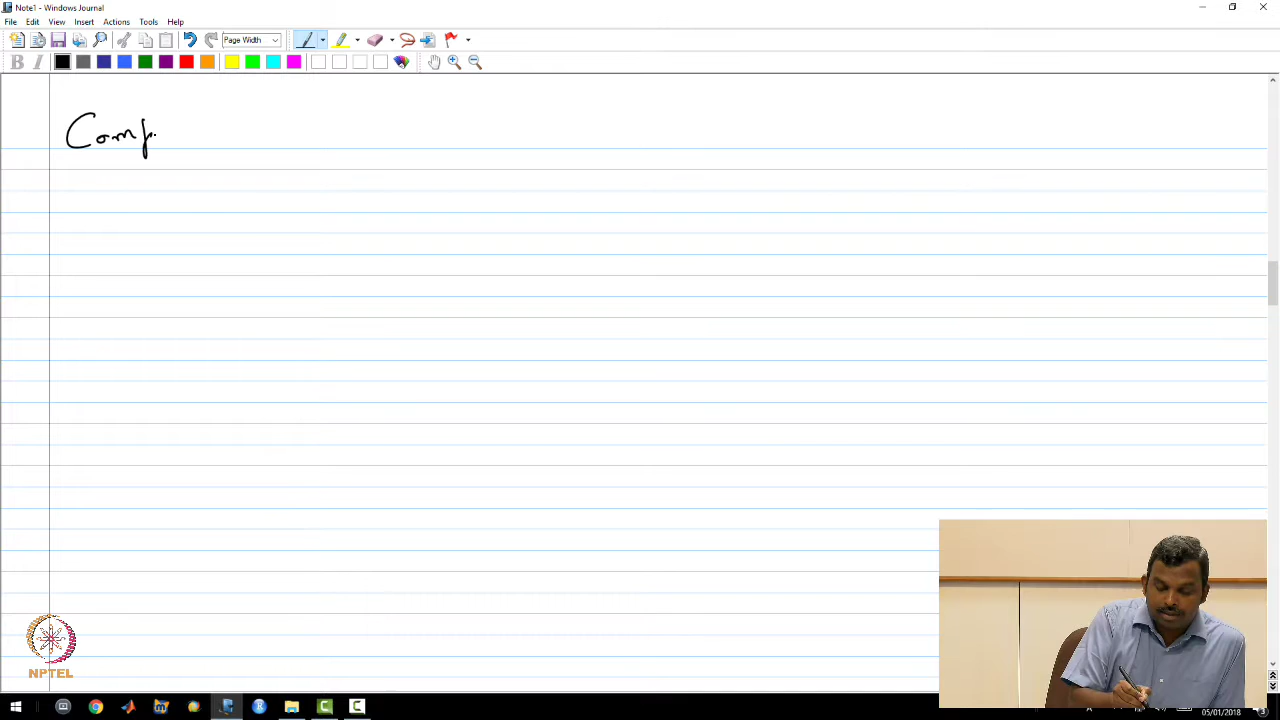 Note1 - Windows Journal
File Edit View Insert Actions Tools Help
Page Width
B I
Comp
NPTEL
05/01/2018